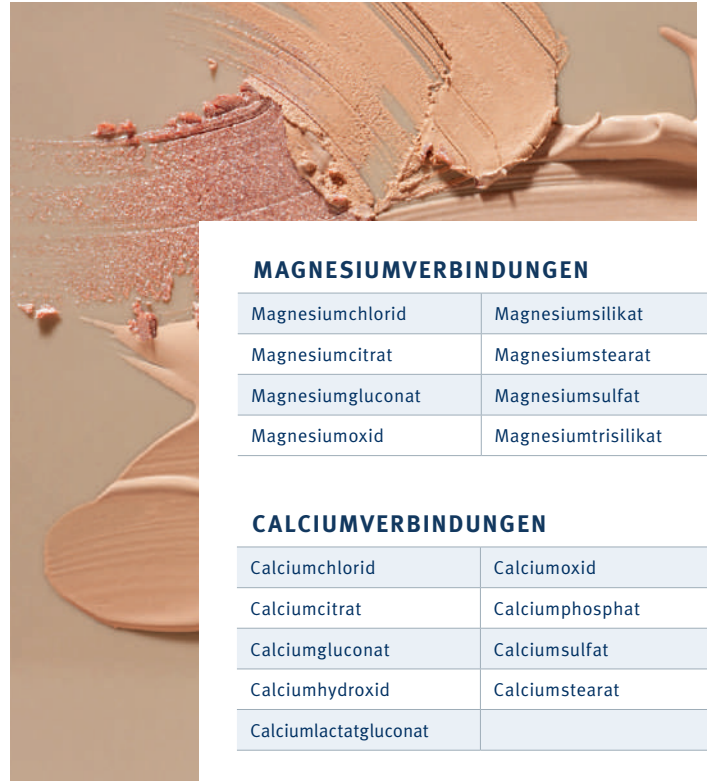 MAGNESIUMVERBINDUNGEN
Magnesiumchlorid Magnesiumsilikat
Magnesiumcitrat Magnesiumstearat
Magnesiumgluconat Magnesiumsulfat
Magnesiumoxid Magnesiumtrisilikat
CALCIUMVERBINDUNGEN
Calciumchlorid Calciumoxid
Calciumcitrat Calciumphosphat
Calciumgluconat Calciumsulfat
Calciumhydroxid Calciumstearat
Calciumlactatgluconat